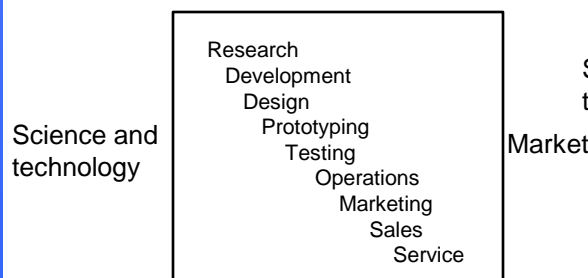 Science and
technology
Research
Development
Design
Prototyping
Testing
Operations
Marketing
Sales
Service
Market